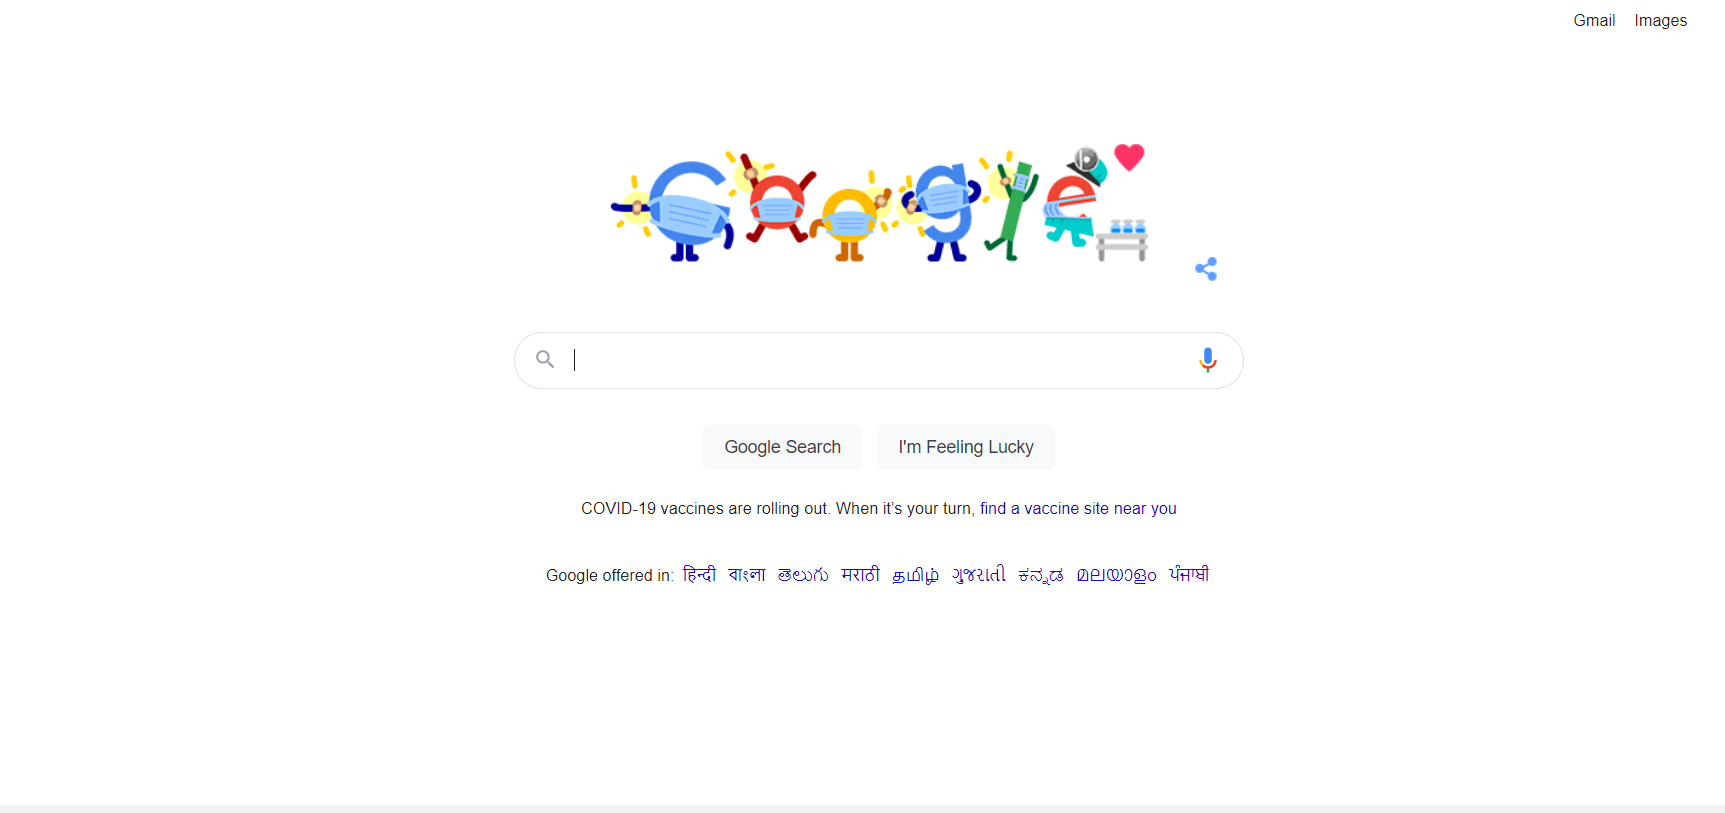 Gmail Images
Google
Google Search I'm Feeling Lucky
COVID-19 vaccines are rolling out. When it’s your turn, find a vaccine site near you
Google offered in: हिन्दी বাংলা తెలుగు मराठी தமிழ் ગુજરાતી ಕನ್ನಡ മലയാളം ਪੰਜਾਬੀ